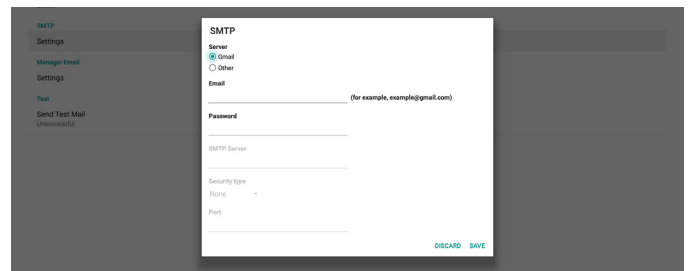 SMTP
Settings
Manager Email
Settings
Test
Send Test Mail
Unsuccessful
SMTP
Server
Gmail
Other
Email
(for example, example@gmail.com)
Password
SMTP Server
Security type
None
Port
DISCARD SAVE